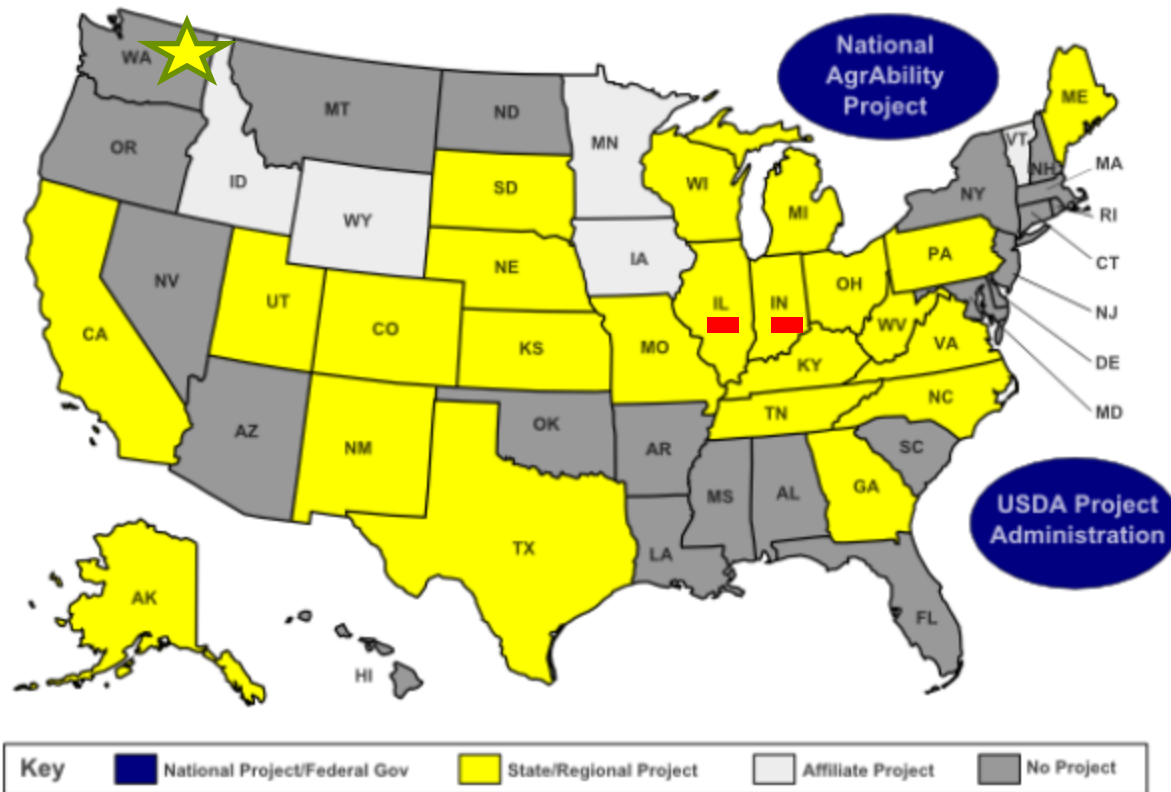 National
AgrAbility
Project
WA
MT
ND
MN
ME
OR
ID
SD
WI
VT
NH
MA
WY
MI
NY
RI
NV
UT
NE
IA
PA
CT
CA
CO
IL
IN
OH
NJ
KS
MO
WV
VA
KY
DE
AZ
NM
OK
AR
TN
NC
MD
SC
MS
AL
GA
USDA Project
Administration
TX
LA
AK
FL
HI
Key
National Project/Federal Gov
State/Regional Project
Affiliate Project
No Project